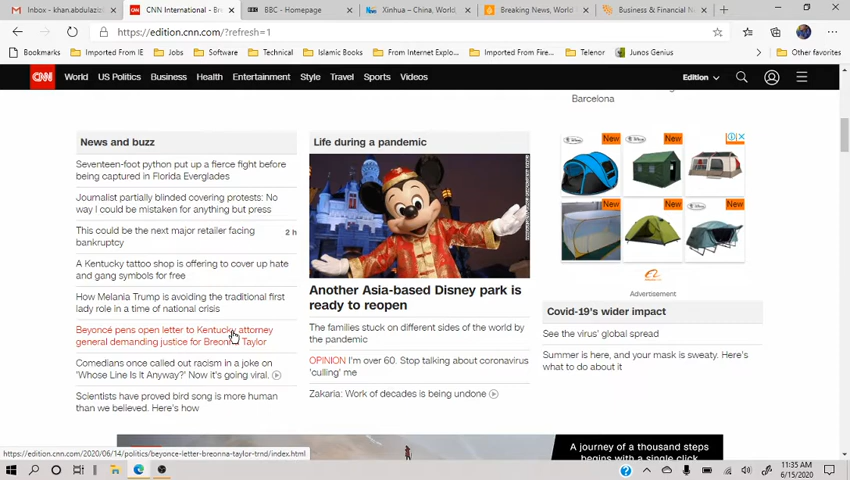 Inbox - khan.abdulazi
CNN International - Bre
BBC - Homepage
Xinhua – China, World
Breaking News, World
Business & Financial N
https://edition.cnn.com/?refresh=1
Bookmarks
Imported From IE
Jobs
Software
Technical
Islamic Books
From Internet Explo...
Imported From Fire...
Telenor
Junos Genius
Other favorites
CNN
World
US Politics
Business
Health
Entertainment
Style
Travel
Sports
Videos
Edition
Barcelona
News and buzz
Seventeen-foot python put up a fierce fight before
being captured in Florida Everglades
Journalist partially blinded covering protests: No
way I could be mistaken for anything but press
This could be the next major retailer facing
bankruptcy
2 h
A Kentucky tattoo shop is offering to cover up hate
and gang symbols for free
How Melania Trump is avoiding the traditional first
lady role in a time of national crisis
Beyoncé pens open letter to Kentucky attorney
general demanding justice for Breonna Taylor
Comedians once called out racism in a joke on
"Whose Line Is It Anyway?" Now it's going viral.
Scientists have proved bird song is more human
than we believed. Here's how
Life during a pandemic
Another Asia-based Disney park is
ready to reopen
The families stuck on different sides of the world by
the pandemic
OPINION I'm over 60. Stop talking about coronavirus
'culling' me
Zakaria: Work of decades is being undone
New
New
New
New
New
Advertisement
Covid-19's wider impact
See the virus' global spread
Summer is here, and your mask is sweaty. Here's
what to do about it
A journey of a thousand steps
begins with a single click.
https://edition.cnn.com/2020/06/14/politics/beyonce-letter-breonna-taylor-trnd/index.html
11:35 AM
6/15/2020